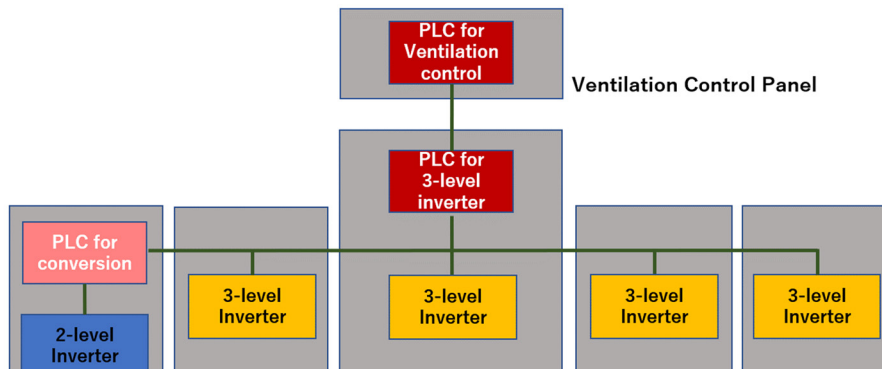 PLC for
Ventilation
control
Ventilation Control Panel
PLC for
3-level
inverter
PLC for
conversion
3-level
Inverter
3-level
Inverter
3-level
Inverter
3-level
Inverter
2-level
Inverter